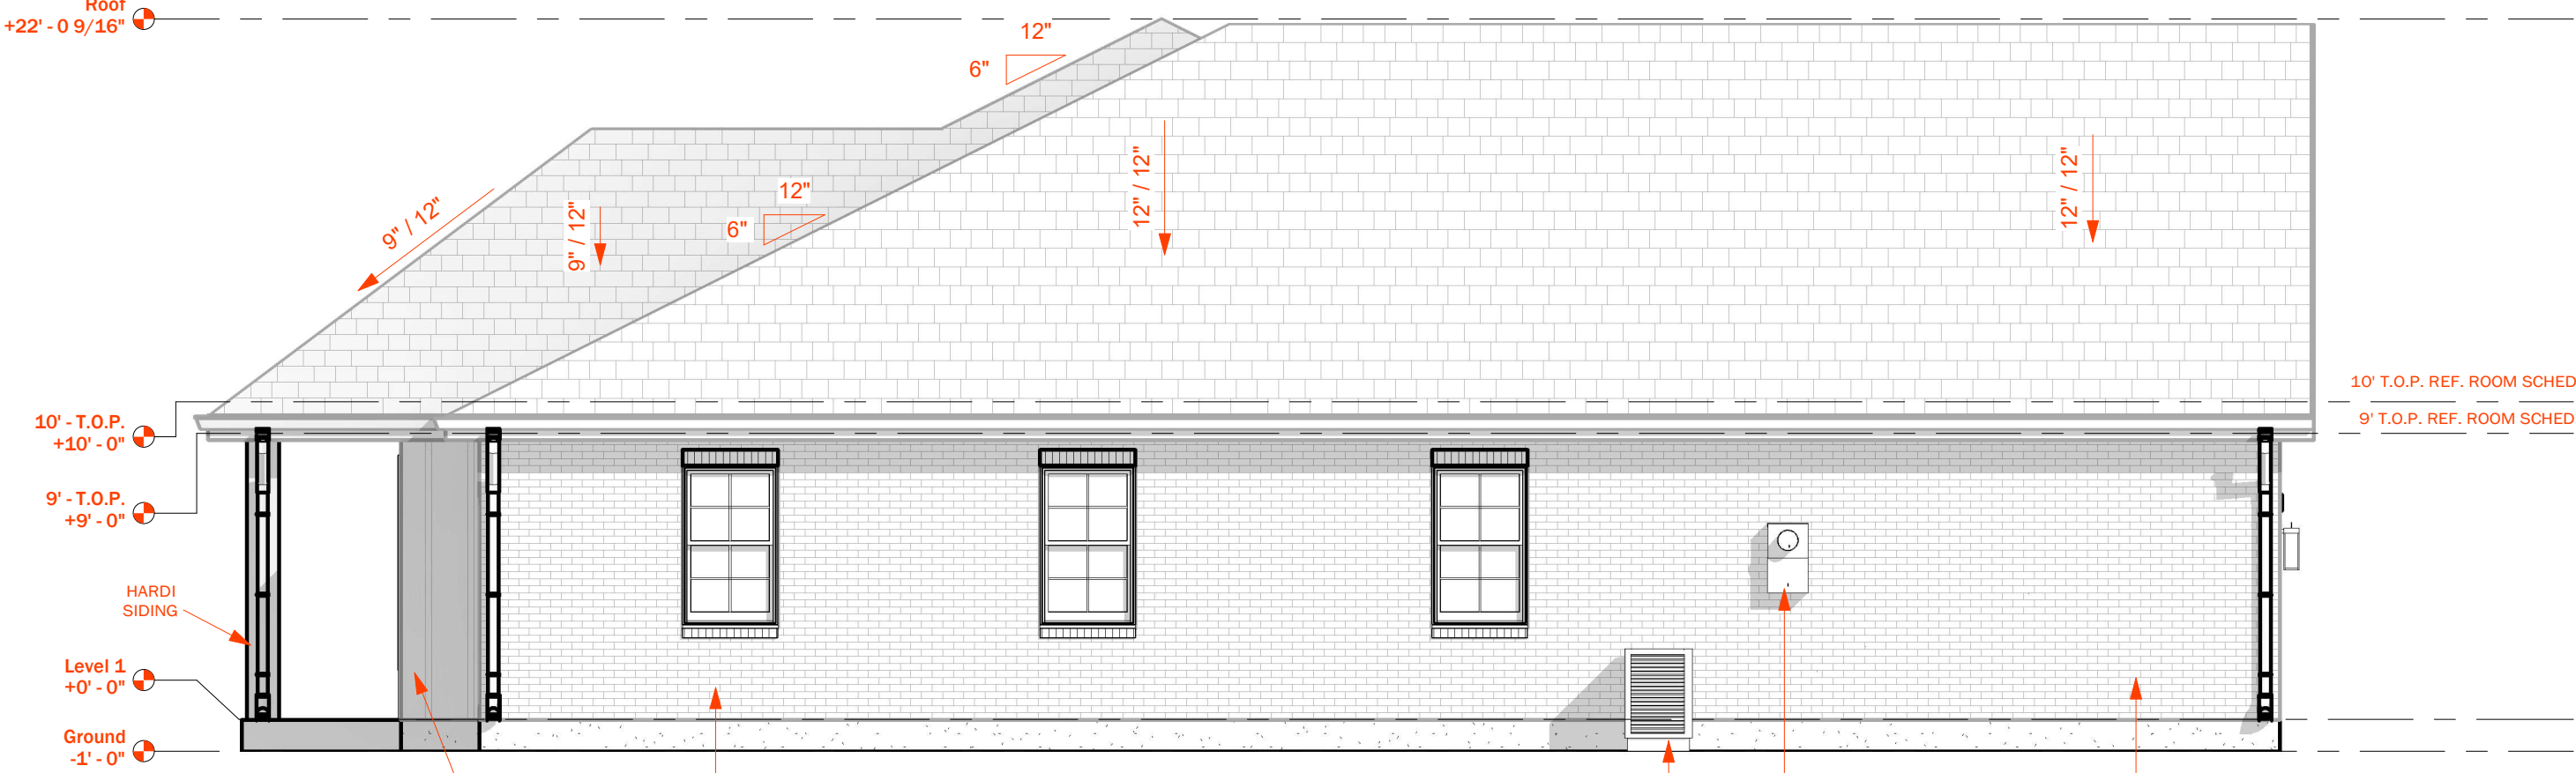 Roof
+22' - 0 9/16"
12"
6"
12"
6"
9" / 12"
9" / 12"
12" / 12"
12" / 12"
10' T.O.P. REF. ROOM SCHED
9' T.O.P. REF. ROOM SCHED
10' - T.O.P.
+10' - 0"
9' - T.O.P.
+9' - 0"
HARDI
SIDING
Level 1
+0' - 0"
Ground
-1' - 0"